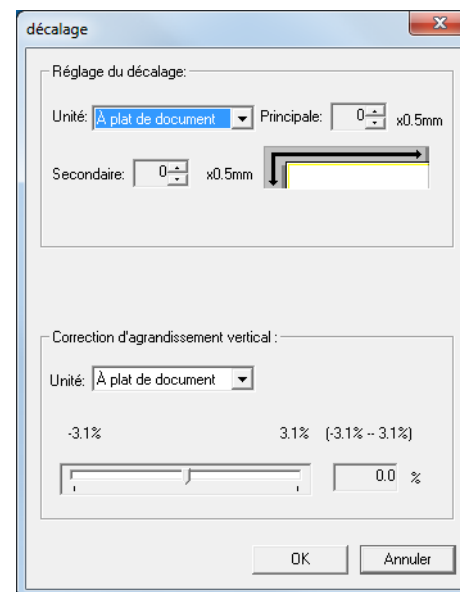 décalage
Réglage du décalage:
Unité: À plat de document Principale: 0 x0.5mm
Secondaire: 0 x0.5mm
Correction d'agrandissement vertical :
Unité: À plat de document
-3.1% 3.1% (-3.1% -- 3.1%)
0.0 %
OK Annuler